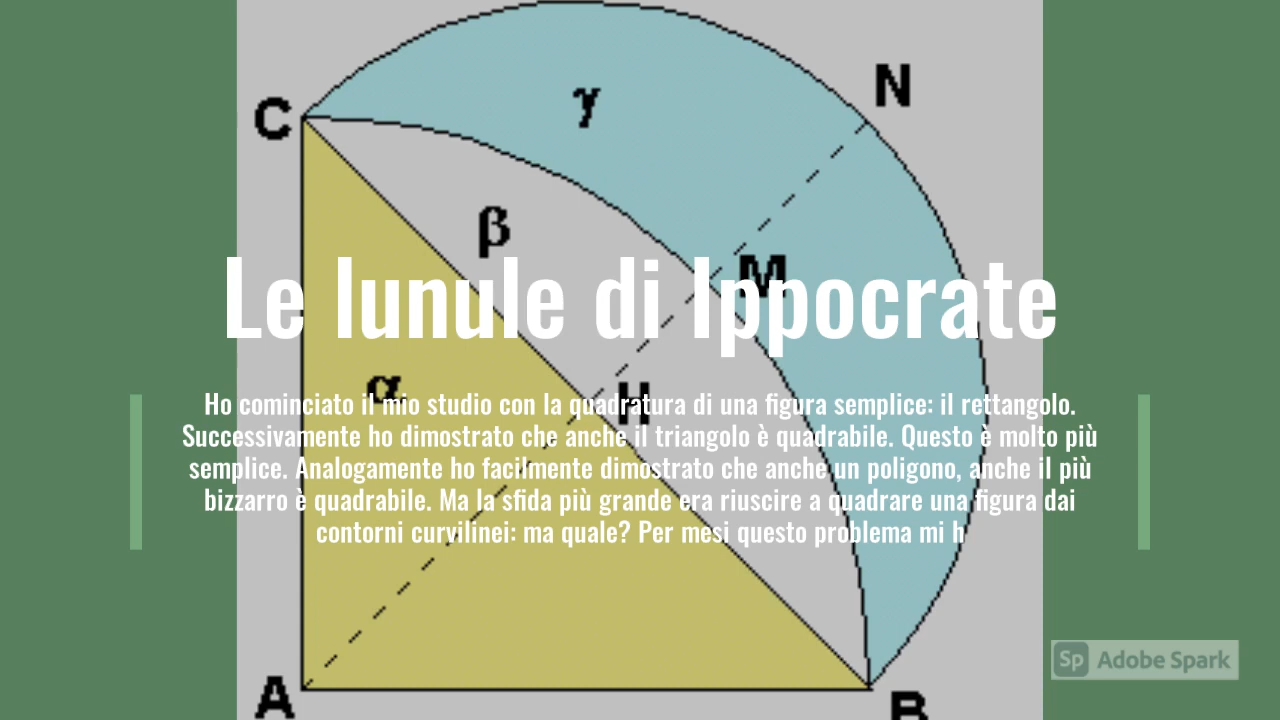 C
γ
N
β
M
Le lunule di Ippocrate
α
H
Ho cominciato il mio studio con la quadratura di una figura semplice: il rettangolo.
Successivamente ho dimostrato che anche il triangolo è quadrabile. Questo è molto più
semplice. Analogamente ho facilmente dimostrato che anche un poligono, anche il più
bizzarro è quadrabile. Ma la sfida più grande era riuscire a quadrare una figura dai
contorni curvilinei: ma quale? Per mesi questo problema mi h
Sp Adobe Spark
A
B